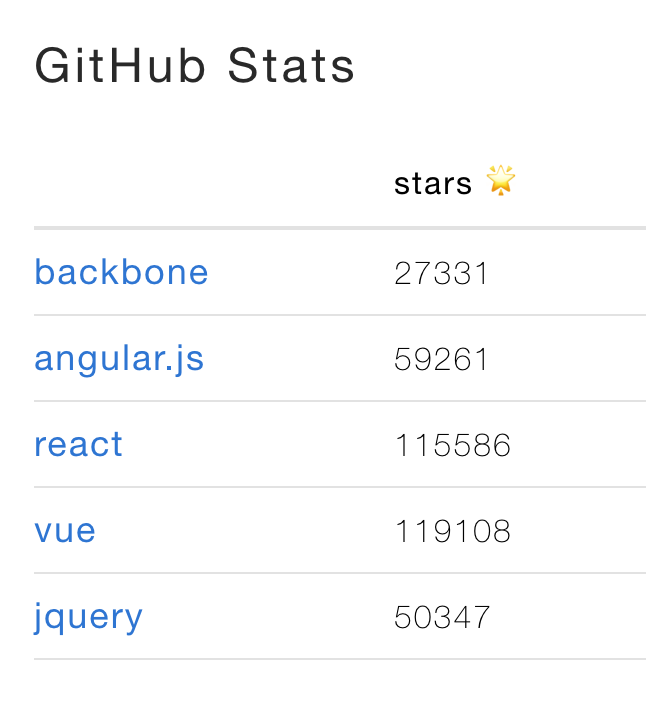 GitHub Stats
stars 🌟
backbone 27331
angular.js 59261
react 115586
vue 119108
jquery 50347